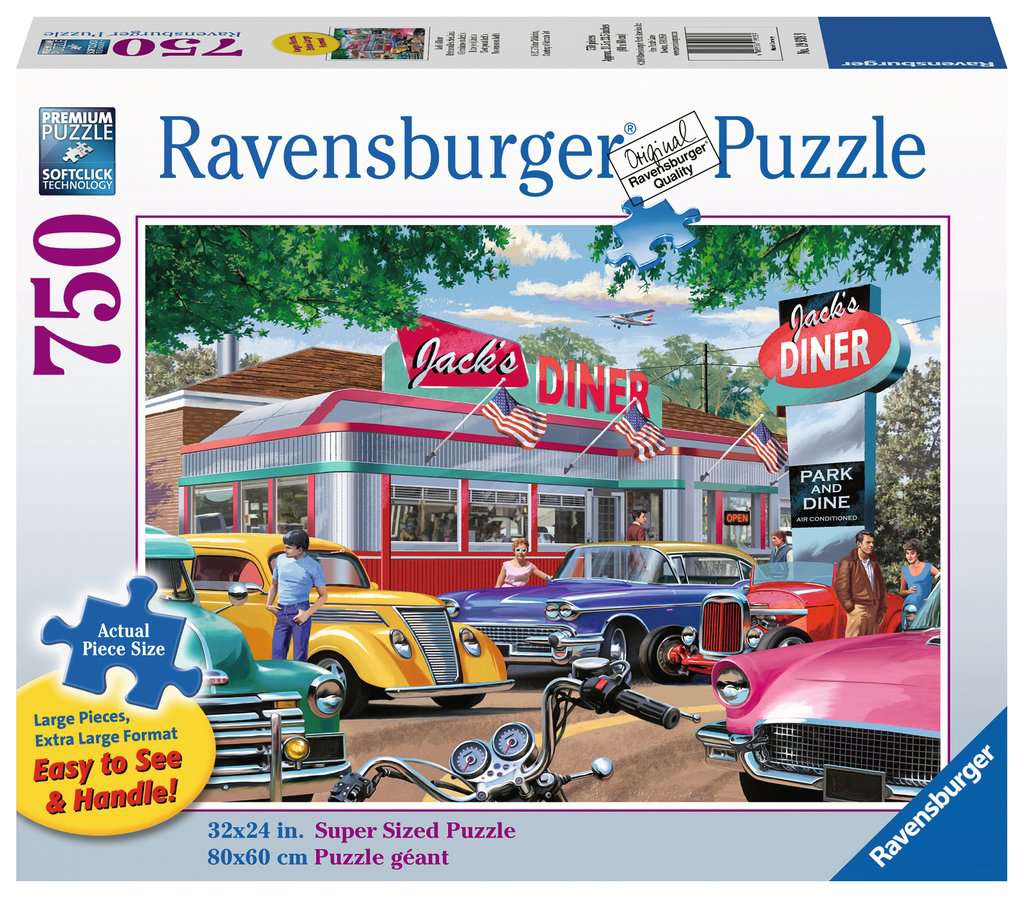 750
Ravensburger Puzzle
Ravensburger
PREMIUM
PUZZLE
SOFTCLICK
TECHNOLOGY
Ravensburger® Puzzle
Original
Ravensburger
Quality
750
Jack's
DINER
Jack's
DINER
PARK
AND
DINE
AIR CONDITIONED
OPEN
Actual
Piece Size
Large Pieces,
Extra Large Format
Easy to See
& Handle!
32x24 in. Super Sized Puzzle
80x60 cm Puzzle géant
Ravensburger